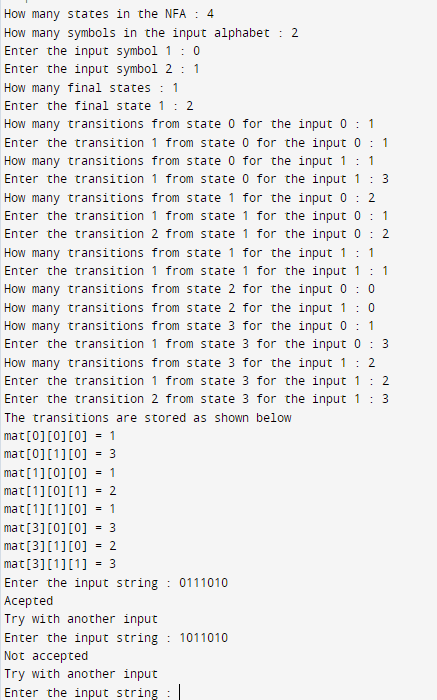 How many states in the NFA : 4
How many symbols in the input alphabet : 2
Enter the input symbol 1 : 0
Enter the input symbol 2 : 1
How many final states : 1
Enter the final state 1 : 2
How many transitions from state 0 for the input 0 : 1
Enter the transition 1 from state 0 for the input 0 : 1
How many transitions from state 0 for the input 1 : 1
Enter the transition 1 from state 0 for the input 1 : 3
How many transitions from state 1 for the input 0 : 2
Enter the transition 1 from state 1 for the input 0 : 1
Enter the transition 2 from state 1 for the input 0 : 2
How many transitions from state 1 for the input 1 : 1
Enter the transition 1 from state 1 for the input 1 : 1
How many transitions from state 2 for the input 0 : 0
How many transitions from state 2 for the input 1 : 0
How many transitions from state 3 for the input 0 : 1
Enter the transition 1 from state 3 for the input 0 : 3
How many transitions from state 3 for the input 1 : 2
Enter the transition 1 from state 3 for the input 1 : 2
Enter the transition 2 from state 3 for the input 1 : 3
The transitions are stored as shown below
mat[0][0][0] = 1
mat[0][1][0] = 3
mat[1][0][0] = 1
mat[1][0][1] = 2
mat[1][1][0] = 1
mat[3][0][0] = 3
mat[3][1][0] = 2
mat[3][1][1] = 3
Enter the input string : 0111010
Acepted
Try with another input
Enter the input string : 1011010
Not accepted
Try with another input
Enter the input string :